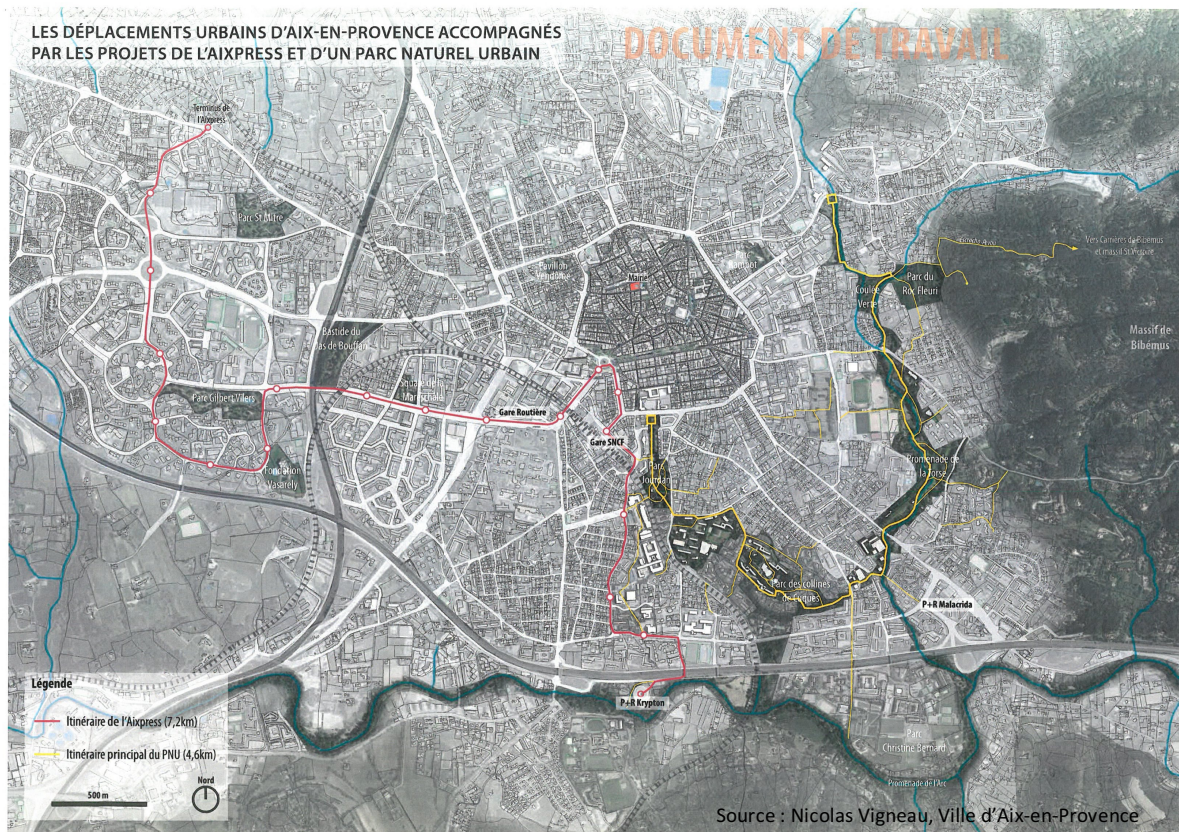 LES DÉPLACEMENTS URBAINS D'AIX-EN-PROVENCE ACCOMPAGNÉS
PAR LES PROJETS DE L'AIXPRESS ET D'UN PARC NATUREL URBAIN
DOCUMENT DE TRAVAIL
Terminus de
l'Aixpress
Parc St Mitre
Pavillon
Vendôme
Mairie
Parc
Rambot
Parc du
Roc Fleuri
Coulée
Verte
Vers Carrières de Bibémus
et massif St Victoire
Massif de
Bibémus
Bastide du
Jas de Bouffan
Parc Gilbert Vilers
Square de la
Maréchale
Gare Routière
Gare SNCF
Fondation
Vasarely
Parc
Jourdan
Promenade de
la Torse
Parc des collines
de Cuques
P+R Malacrida
P+R Krypton
Parc
Christine Bernard
Promenade de l'Arc
Légende
Itinéraire de l'Aixpress (7,2km)
Itinéraire principal du PNU (4,6km)
Nord
500 m
Source : Nicolas Vigneau, Ville d'Aix-en-Provence